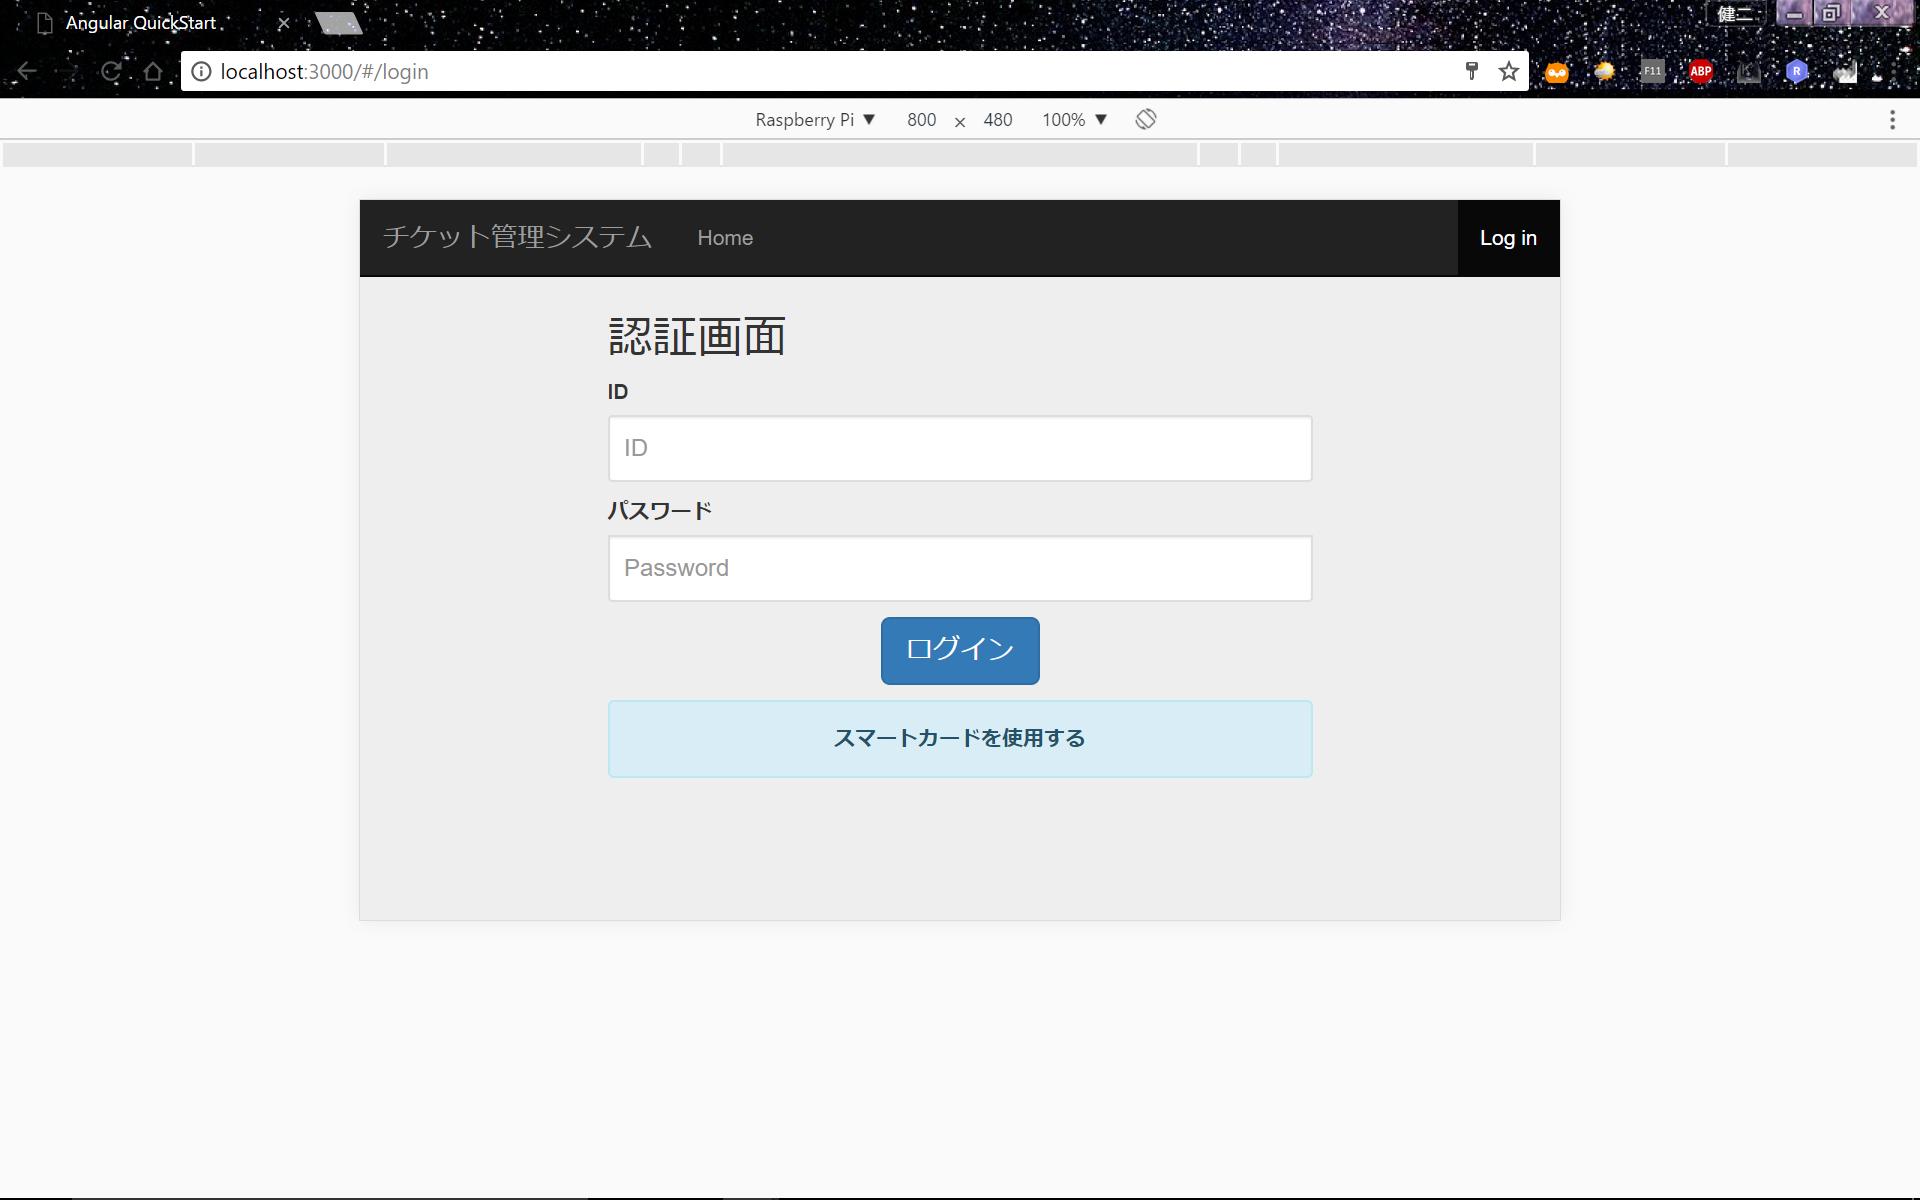 Angular QuickStart
健二
localhost:3000/#/login
F11
ABP
R
Raspberry Pi ▼ 800 × 480 100% ▼
チケット管理システム Home Log in
認証画面
ID
ID
パスワード
Password
ログイン
スマートカードを使用する